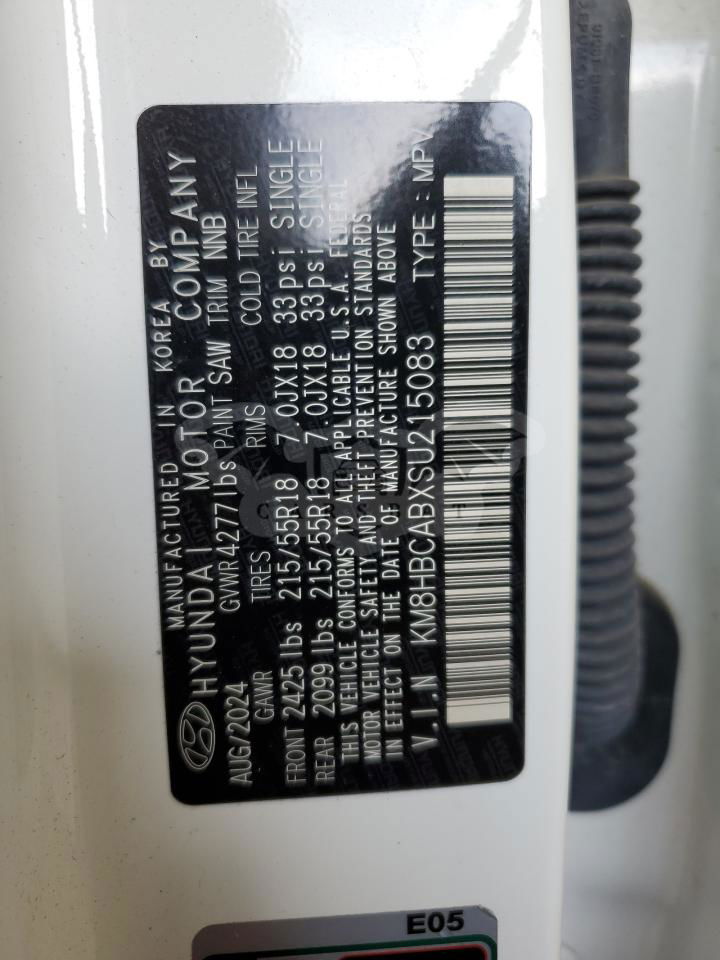 MANUFACTURED IN KOREA BY
HYUNDAI MOTOR COMPANY
AUG/2024 GVWR 4277lbs PAINT SAW TRIM NNB
GAWR TIRES RIMS COLD TIRE INFL
FRONT 2425lbs 215/55R18 7.0JX18 33psi SINGLE
REAR 2099lbs 215/55R18 7.0JX18 33psi SINGLE
THIS VEHICLE CONFORMS TO ALL APPLICABLE U.S.A. FEDERAL
MOTOR VEHICLE SAFETY AND THEFT PREVENTION STANDARDS
IN EFFECT ON THE DATE OF MANUFACTURE SHOWN ABOVE
V.I.N KM8HBCABXSU215083 TYPE : MPV
E05